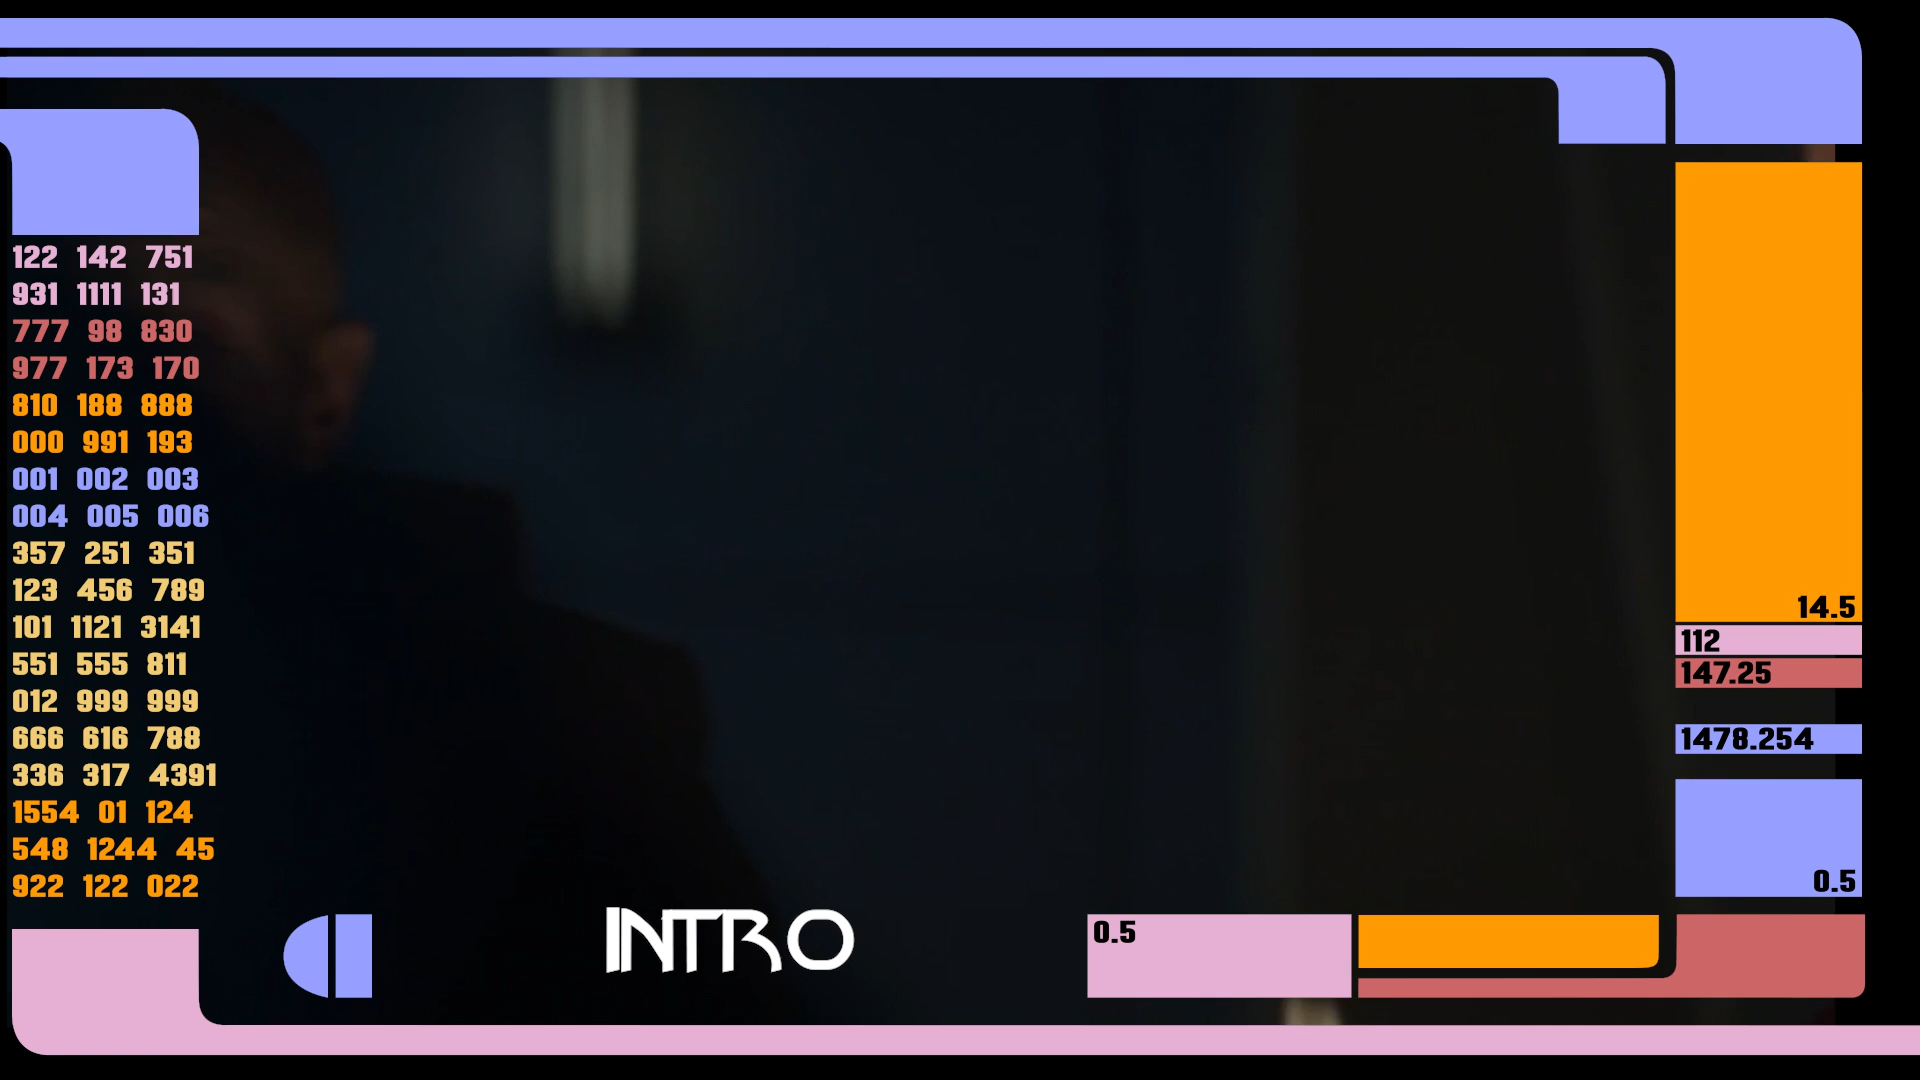 122 142 751
931 1111 131
777 98 830
977 173 170
810 188 888
000 991 193
001 002 003
004 005 006
357 251 351
123 456 789
101 1121 3141
551 555 811
012 999 999
666 616 788
336 317 4391
1554 01 124
548 1244 45
922 122 022
14.5
112
147.25
1478.254
0.5
INTRO
0.5